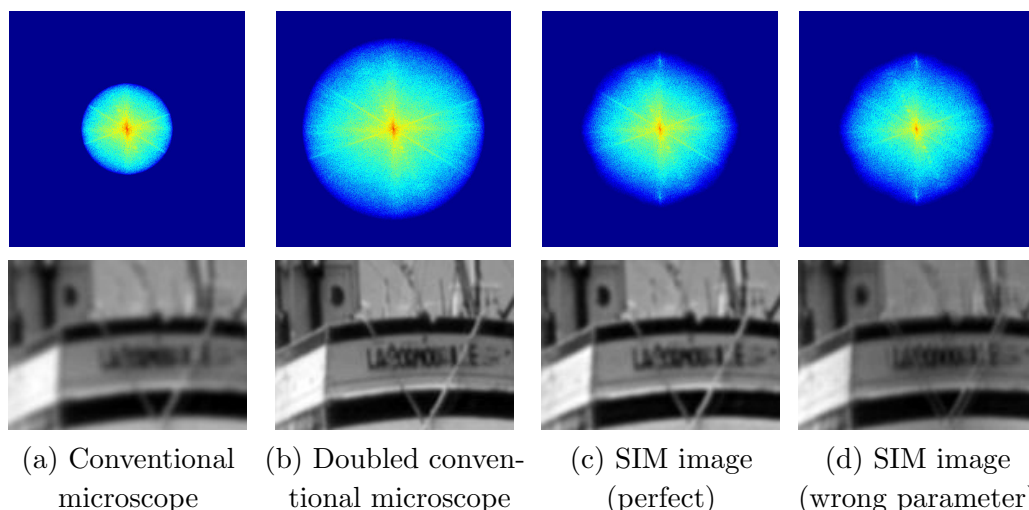 (a) Conventional
microscope
(b) Doubled conven-
tional microscope
(c) SIM image
(perfect)
(d) SIM image
(wrong parameter)